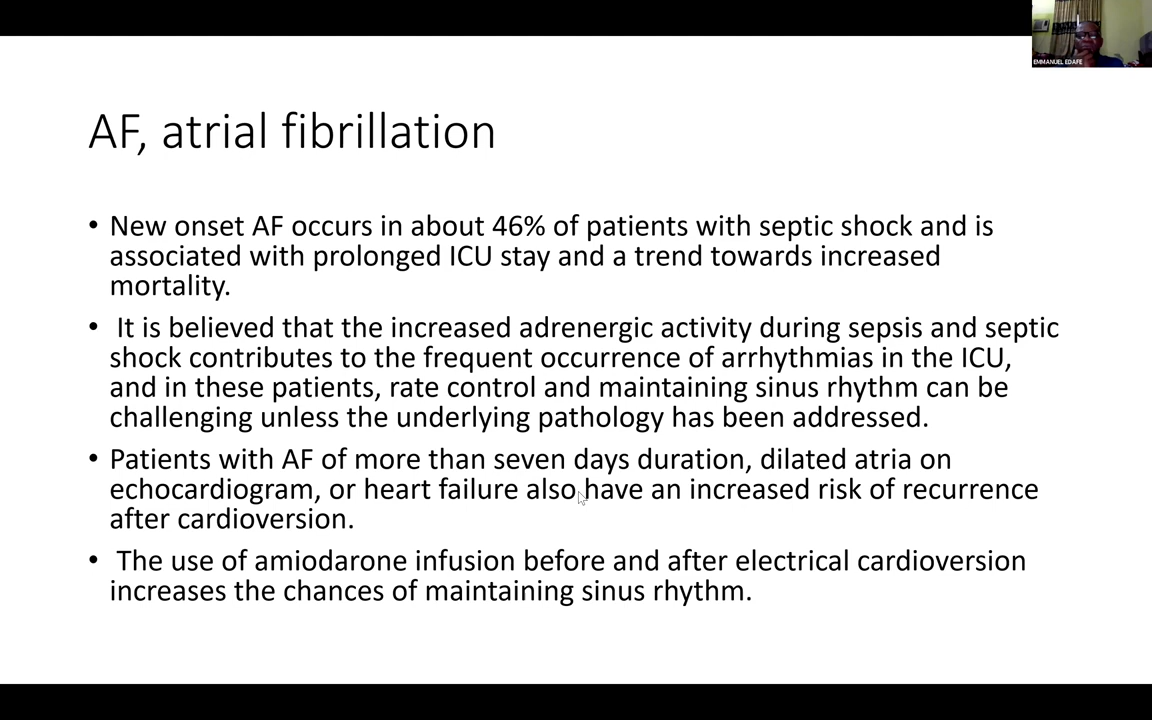 EMMANUEL EDAFE
AF, atrial fibrillation
• New onset AF occurs in about 46% of patients with septic shock and is
associated with prolonged ICU stay and a trend towards increased
mortality.
• It is believed that the increased adrenergic activity during sepsis and septic
shock contributes to the frequent occurrence of arrhythmias in the ICU,
and in these patients, rate control and maintaining sinus rhythm can be
challenging unless the underlying pathology has been addressed.
• Patients with AF of more than seven days duration, dilated atria on
echocardiogram, or heart failure also have an increased risk of recurrence
after cardioversion.
• The use of amiodarone infusion before and after electrical cardioversion
increases the chances of maintaining sinus rhythm.